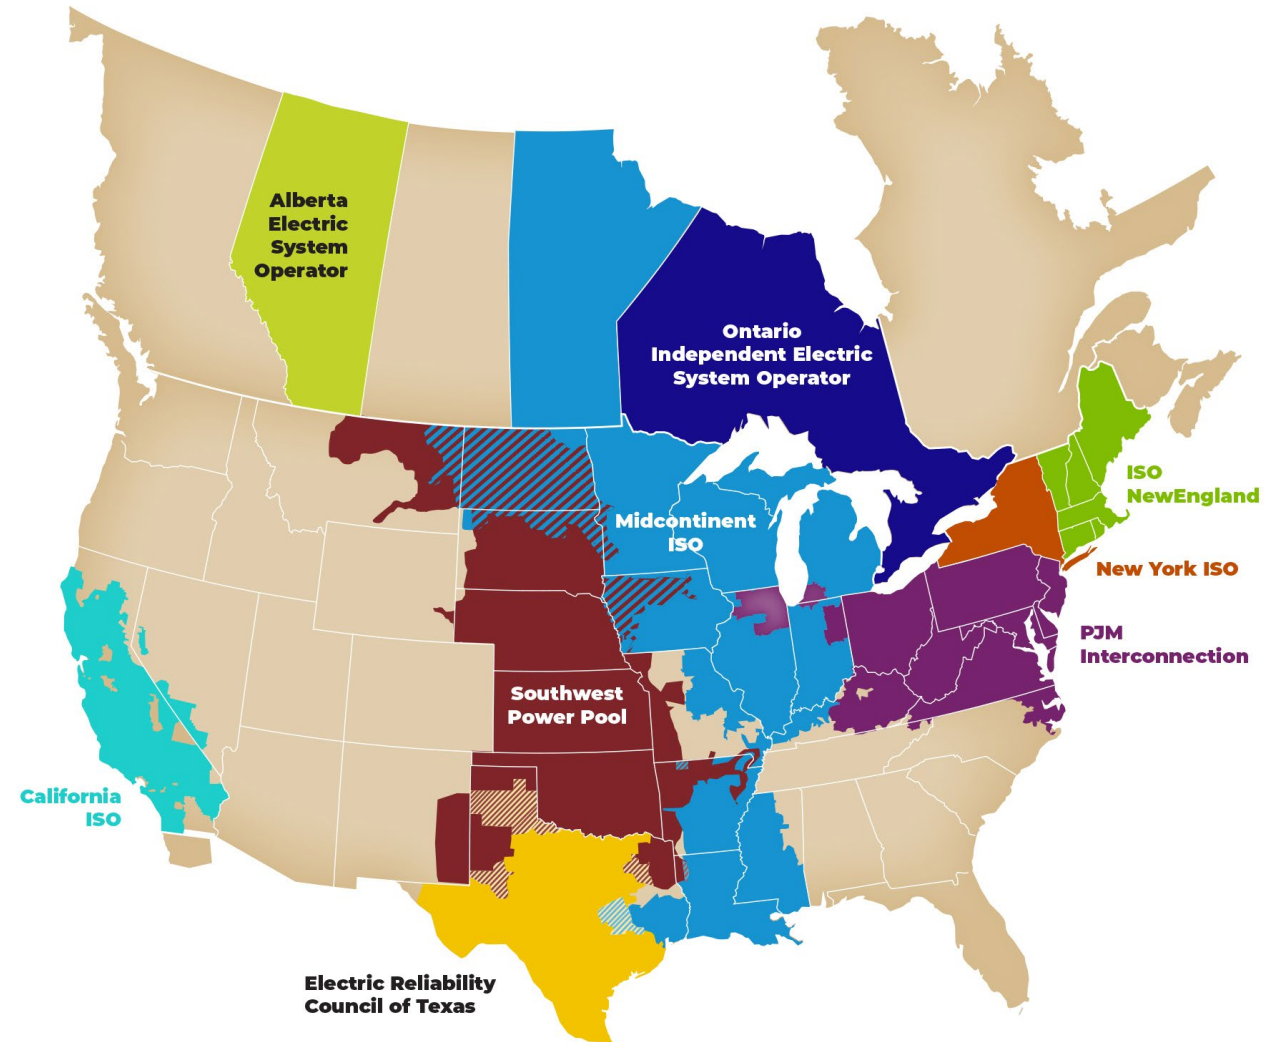 Alberta
Electric
System
Operator
Ontario
Independent Electric
System Operator
ISO
NewEngland
Midcontinent
ISO
New York ISO
PJM
Interconnection
Southwest
Power Pool
California
ISO
Electric Reliability
Council of Texas